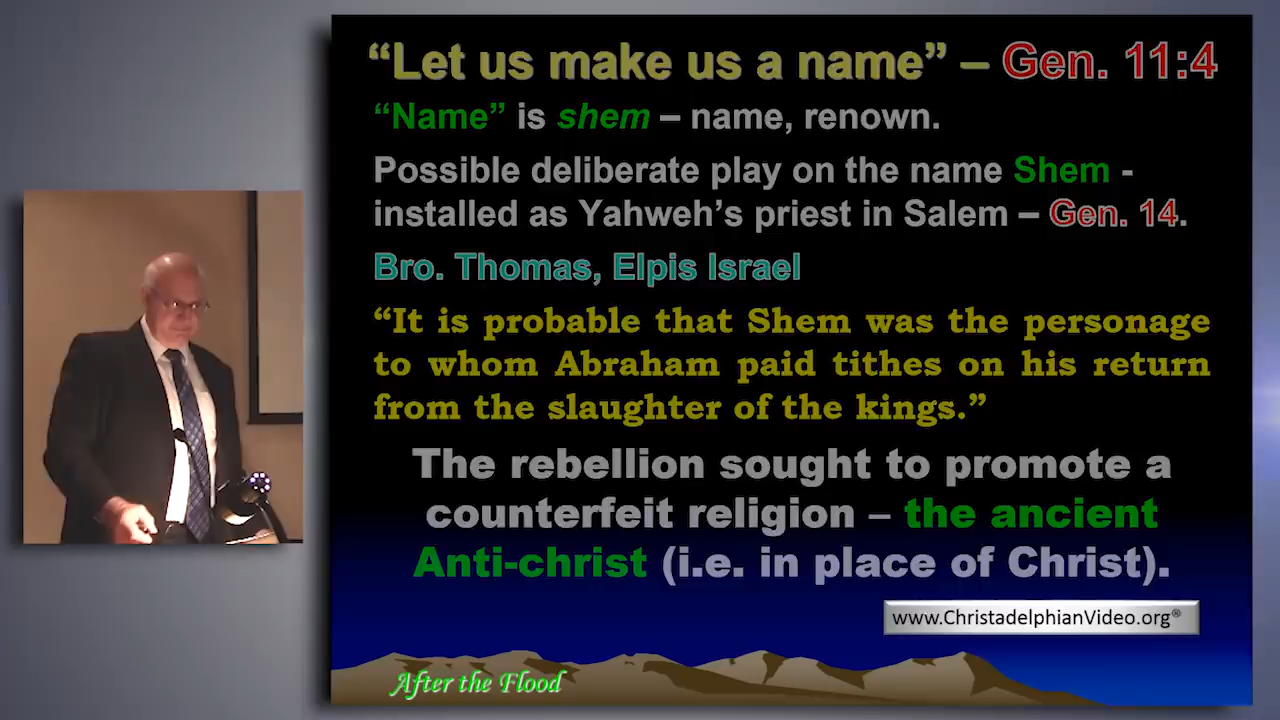 “Let us make us a name” – Gen. 11:4
“Name” is shem – name, renown.
Possible deliberate play on the name Shem -
installed as Yahweh’s priest in Salem – Gen. 14.
Bro. Thomas, Elpis Israel
“It is probable that Shem was the personage
to whom Abraham paid tithes on his return
from the slaughter of the kings.”
The rebellion sought to promote a
counterfeit religion – the ancient
Anti-christ (i.e. in place of Christ).
www.ChristadelphianVideo.org®
After the Flood